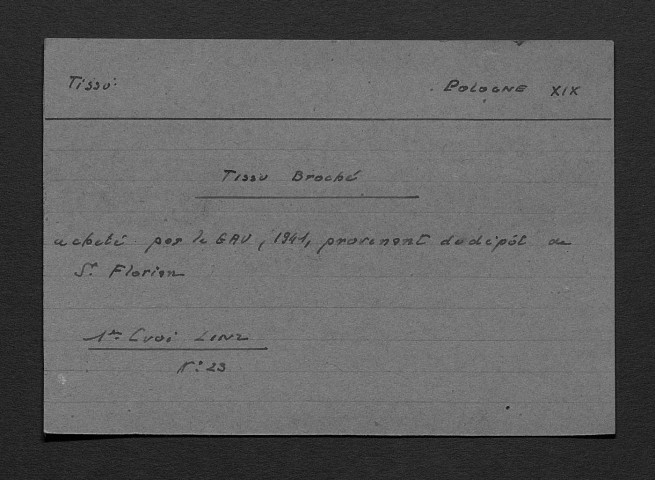 Tissu: Pologne XIX
Tissu Broché
acheté par le GAU, 1941, provenant du dépôt de
St Florian
1er Envoi LINZ
N° 23